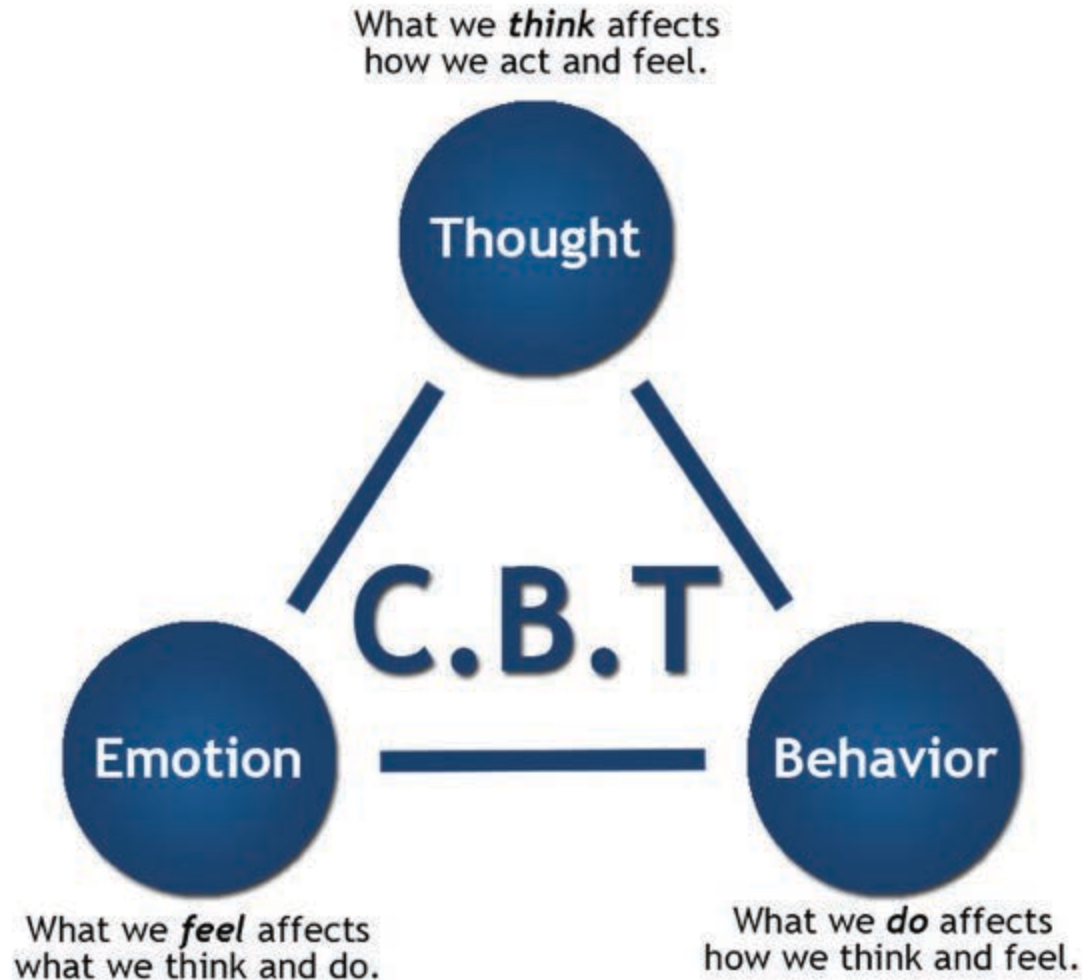 What we think affects
how we act and feel.
Thought
C.B.T
Emotion
Behavior
What we feel affects
what we think and do.
What we do affects
how we think and feel.